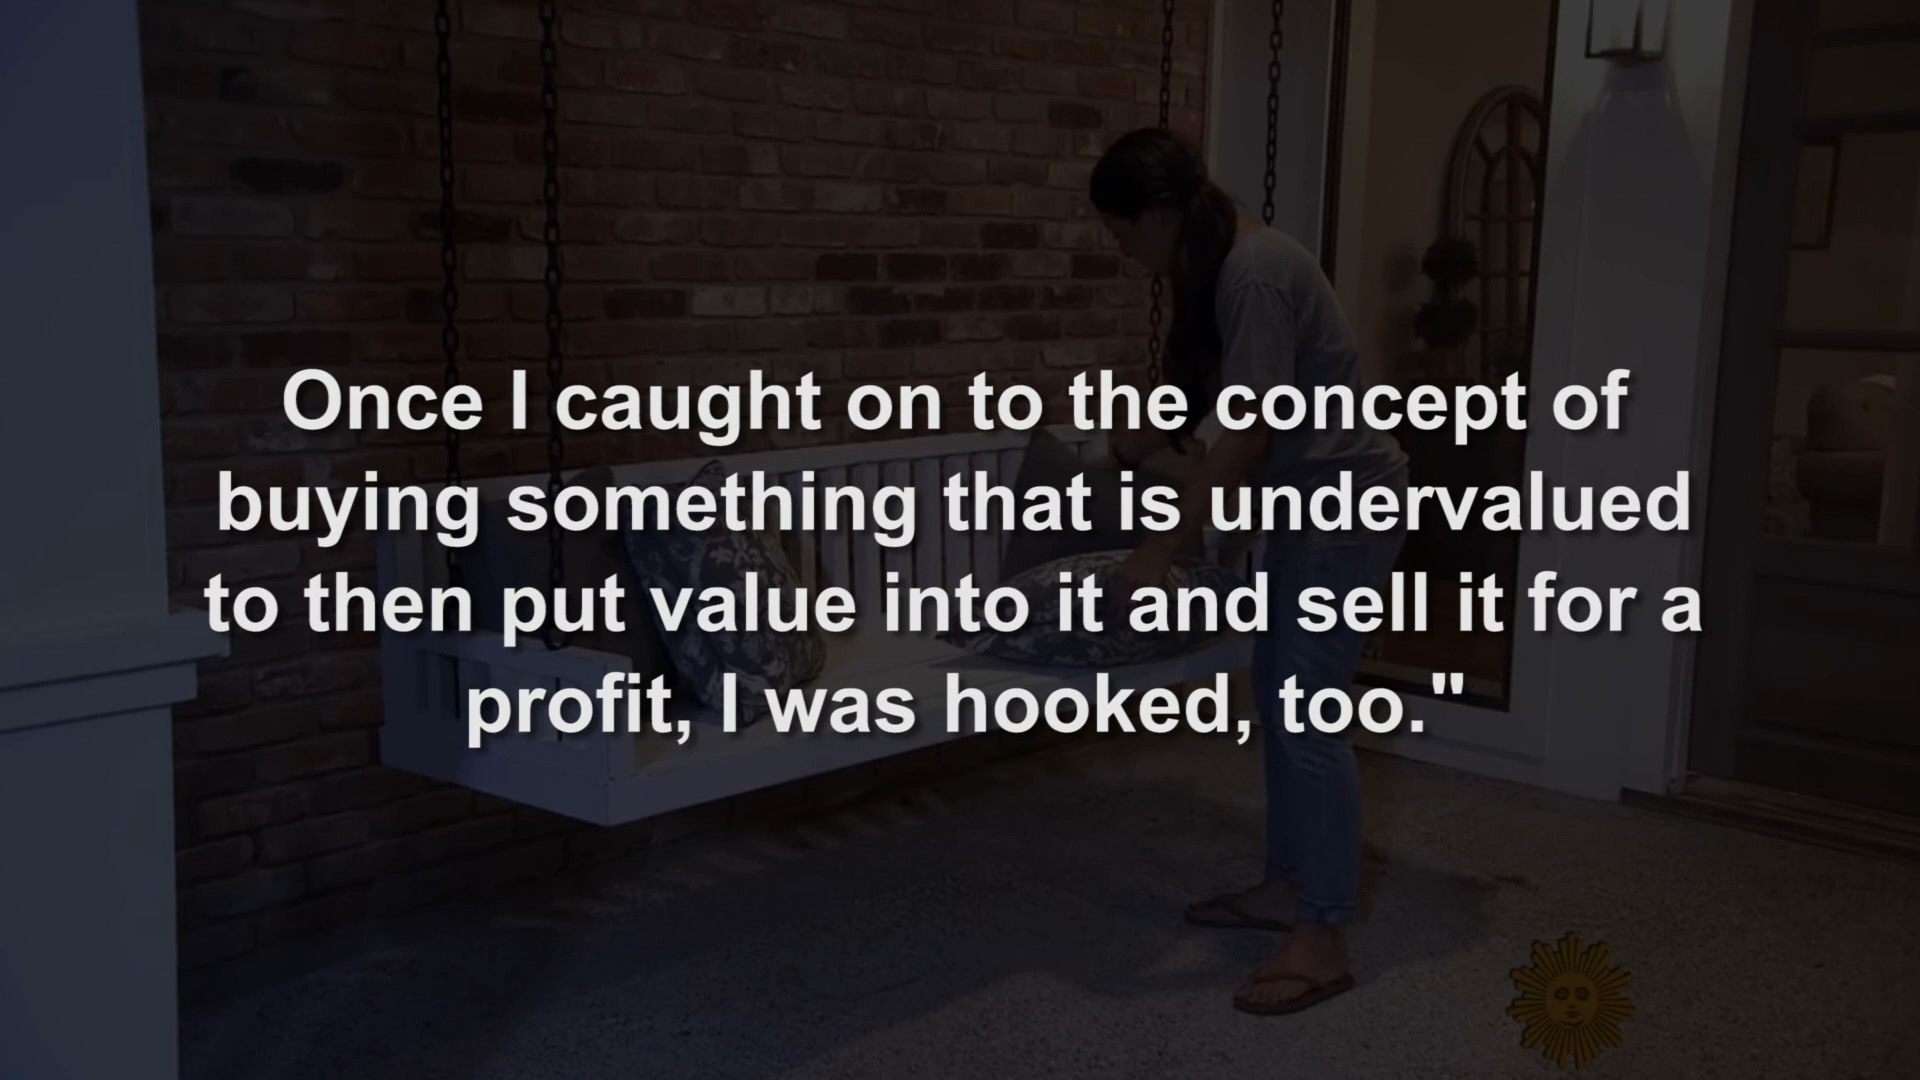 Once I caught on to the concept of
buying something that is undervalued
to then put value into it and sell it for a
profit, I was hooked, too."